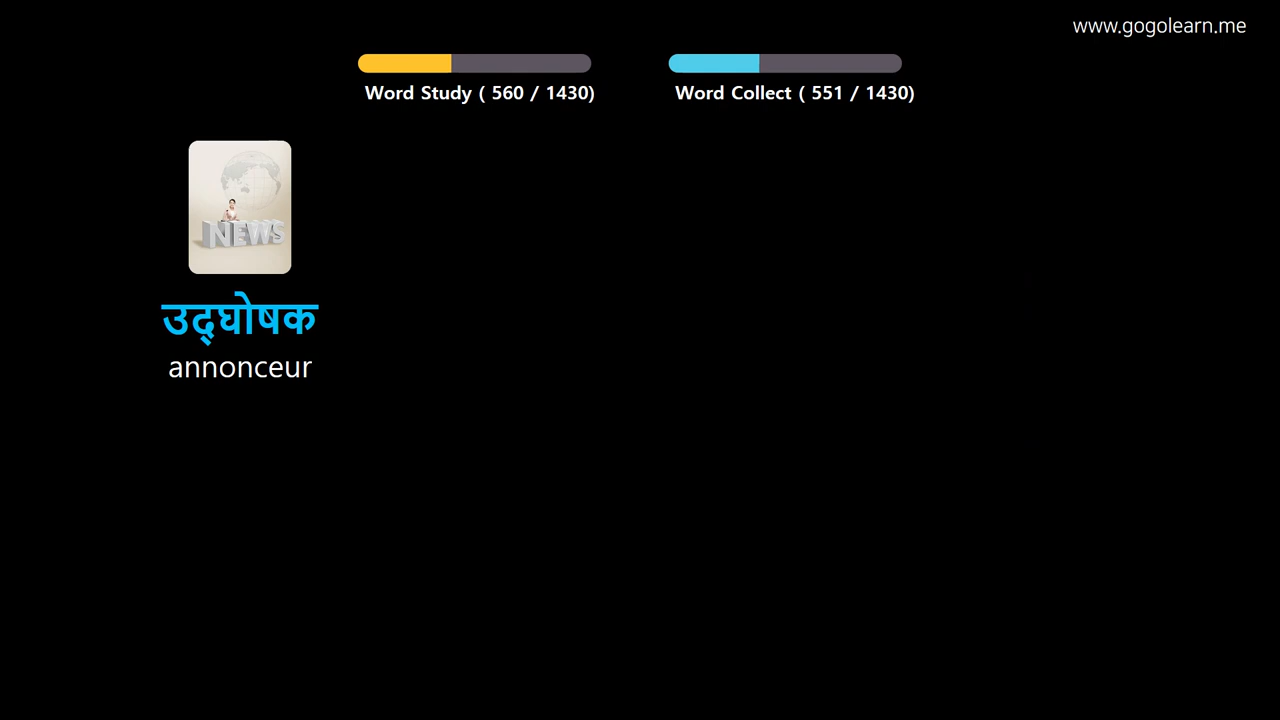 www.gogolearn.me
Word Study ( 560 / 1430)
Word Collect ( 551 / 1430)
NEWS
उद्‌घोषक
annonceur